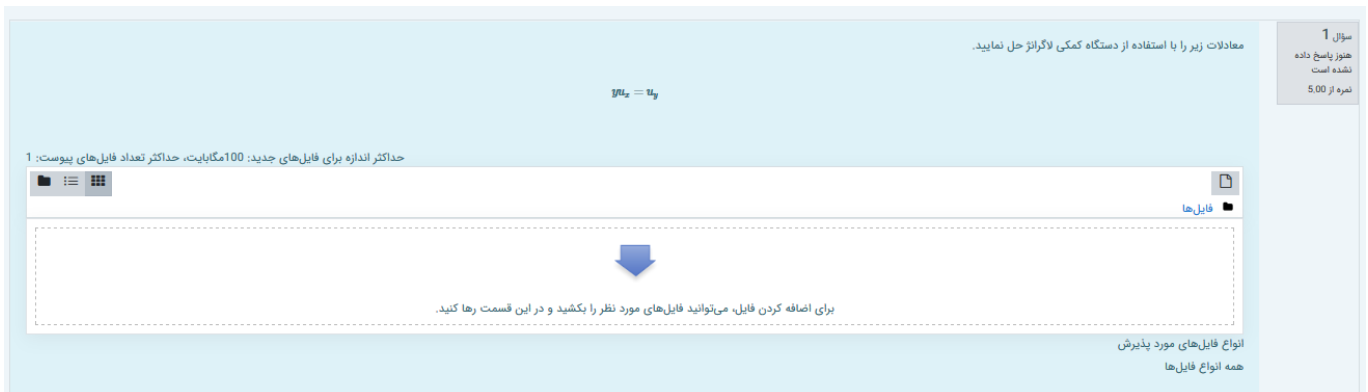 سؤال 1
هنوز پاسخ داده
نشده است
نمره از 5.00
معادلات زیر را با استفاده از دستگاه کمکی لاگرانژ حل نمایید.
yuₓ = u_y
حداکثر اندازه برای فایل‌های جدید: 100مگابایت، حداکثر تعداد فایل‌های پیوست: 1
فایل‌ها
برای اضافه کردن فایل، می‌توانید فایل‌های مورد نظر را بکشید و در این قسمت رها کنید.
انواع فایل‌های مورد پذیرش
همه انواع فایل‌ها